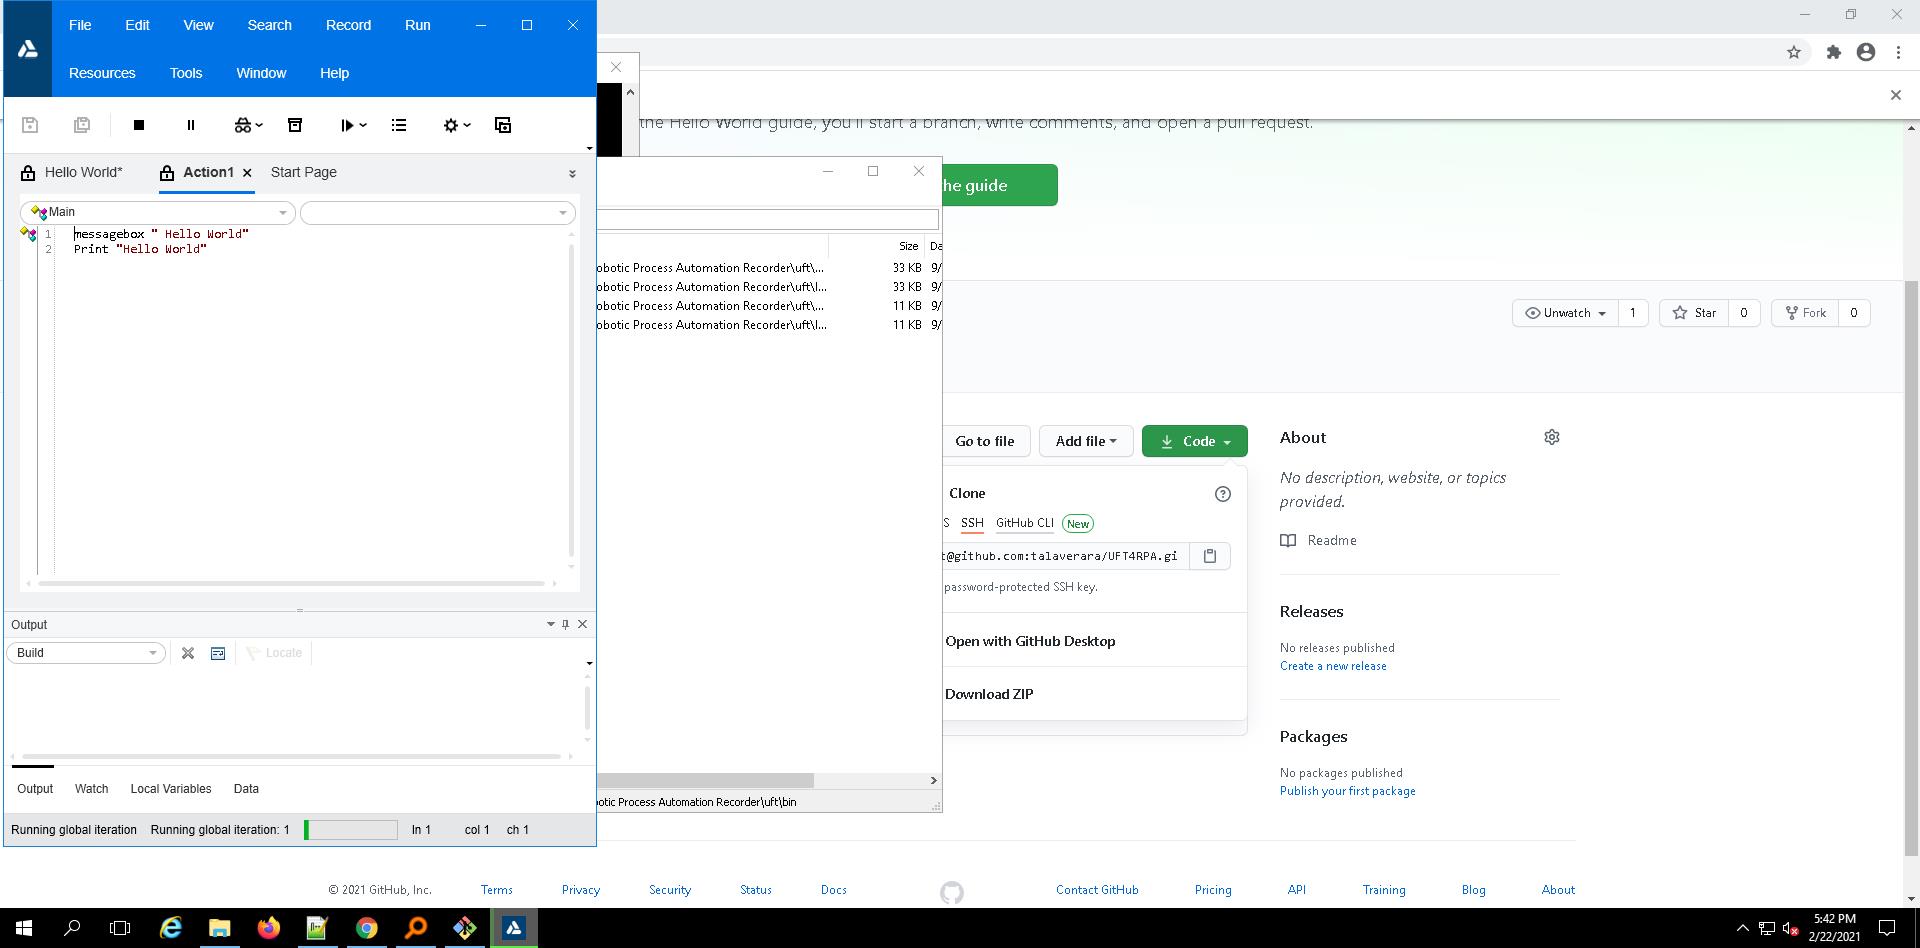 File Edit View Search Record Run
Resources Tools Window Help
Hello World* Action1 Start Page
Main
1 messagebox " Hello World"
2 Print "Hello World"
Output
Build Locate
Output Watch Local Variables Data
Running global iteration Running global iteration: 1 ln 1 col 1 ch 1
Size Da
obotic Process Automation Recorder\uft\... 33 KB 9/
obotic Process Automation Recorder\uft\l... 33 KB 9/
obotic Process Automation Recorder\uft\... 11 KB 9/
obotic Process Automation Recorder\uft\l... 11 KB 9/
otic Process Automation Recorder\uft\bin
the Hello World guide, you'll start a branch, write comments, and open a pull request.
he guide
Unwatch 1 Star 0 Fork 0
Go to file Add file Code
Clone
S SSH GitHub CLI New
t@github.com:talaverara/UFT4RPA.gi
password-protected SSH key.
Open with GitHub Desktop
Download ZIP
About
No description, website, or topics
provided.
Readme
Releases
No releases published
Create a new release
Packages
No packages published
Publish your first package
© 2021 GitHub, Inc. Terms Privacy Security Status Docs Contact GitHub Pricing API Training Blog About
5:42 PM
2/22/2021